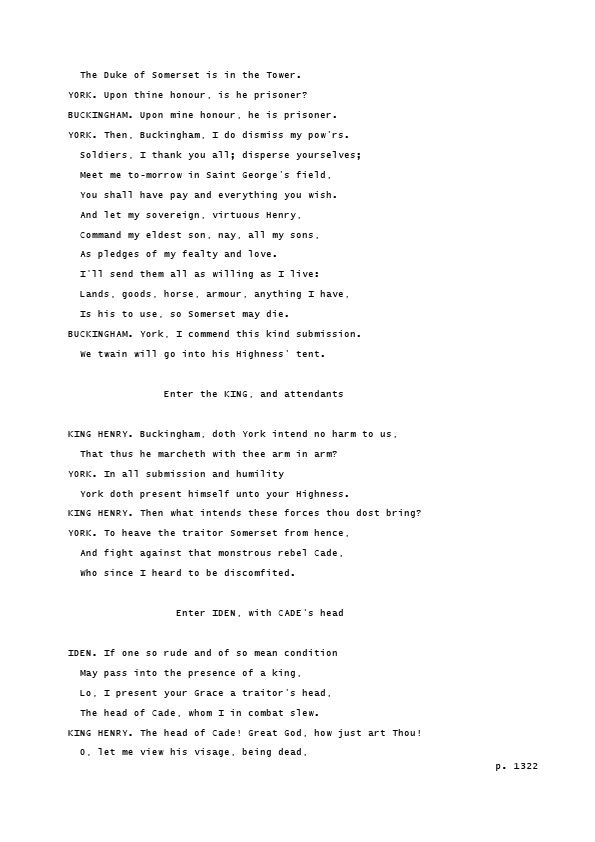 The Duke of Somerset is in the Tower.
YORK. Upon thine honour, is he prisoner?
BUCKINGHAM. Upon mine honour, he is prisoner.
YORK. Then, Buckingham, I do dismiss my pow'rs.
Soldiers, I thank you all; disperse yourselves;
Meet me to-morrow in Saint George's field,
You shall have pay and everything you wish.
And let my sovereign, virtuous Henry,
Command my eldest son, nay, all my sons,
As pledges of my fealty and love.
I'll send them all as willing as I live:
Lands, goods, horse, armour, anything I have,
Is his to use, so Somerset may die.
BUCKINGHAM. York, I commend this kind submission.
We twain will go into his Highness' tent.
Enter the KING, and attendants
KING HENRY. Buckingham, doth York intend no harm to us,
That thus he marcheth with thee arm in arm?
YORK. In all submission and humility
York doth present himself unto your Highness.
KING HENRY. Then what intends these forces thou dost bring?
YORK. To heave the traitor Somerset from hence,
And fight against that monstrous rebel Cade,
Who since I heard to be discomfited.
Enter IDEN, with CADE's head
IDEN. If one so rude and of so mean condition
May pass into the presence of a king,
Lo, I present your Grace a traitor's head,
The head of Cade, whom I in combat slew.
KING HENRY. The head of Cade! Great God, how just art Thou!
O, let me view his visage, being dead,
p. 1322